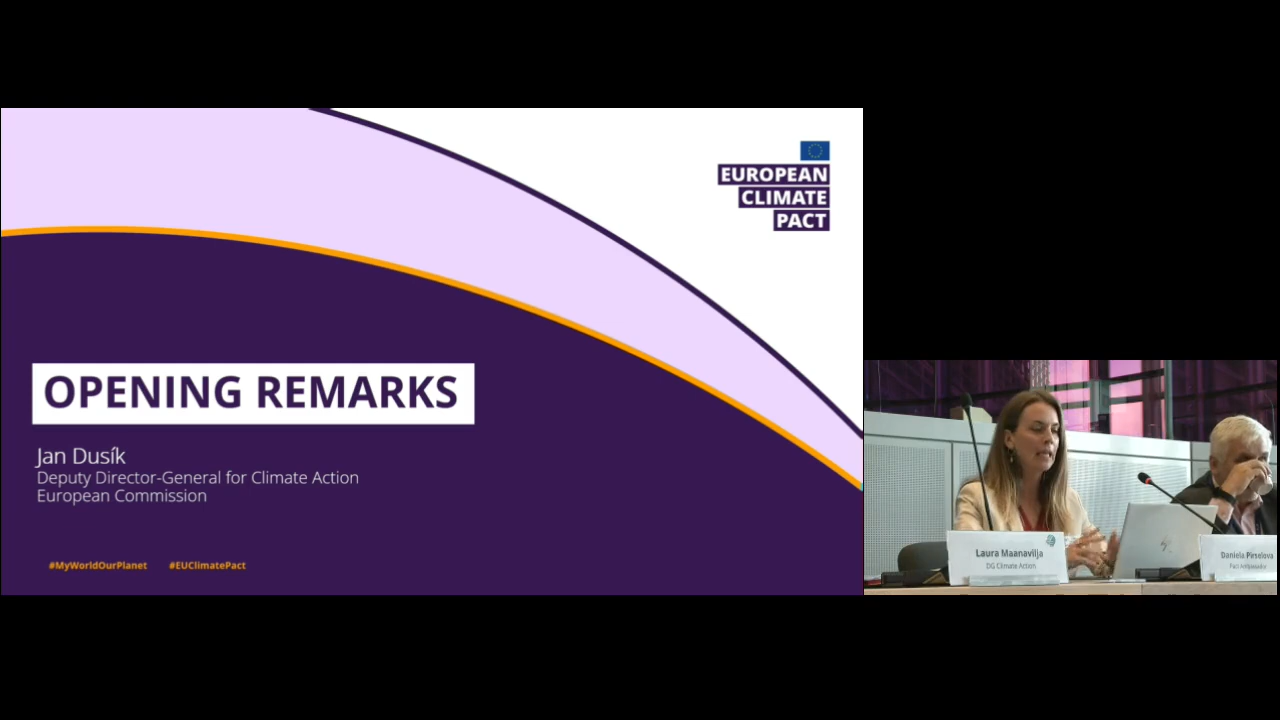 EUROPEAN
CLIMATE
PACT
OPENING REMARKS
Jan Dusík
Deputy Director-General for Climate Action
European Commission
#MyWorldOurPlanet #EUClimatePact
Laura Maanavilja
DG Climate Action
Daniela Pirselova
Pact Ambassador